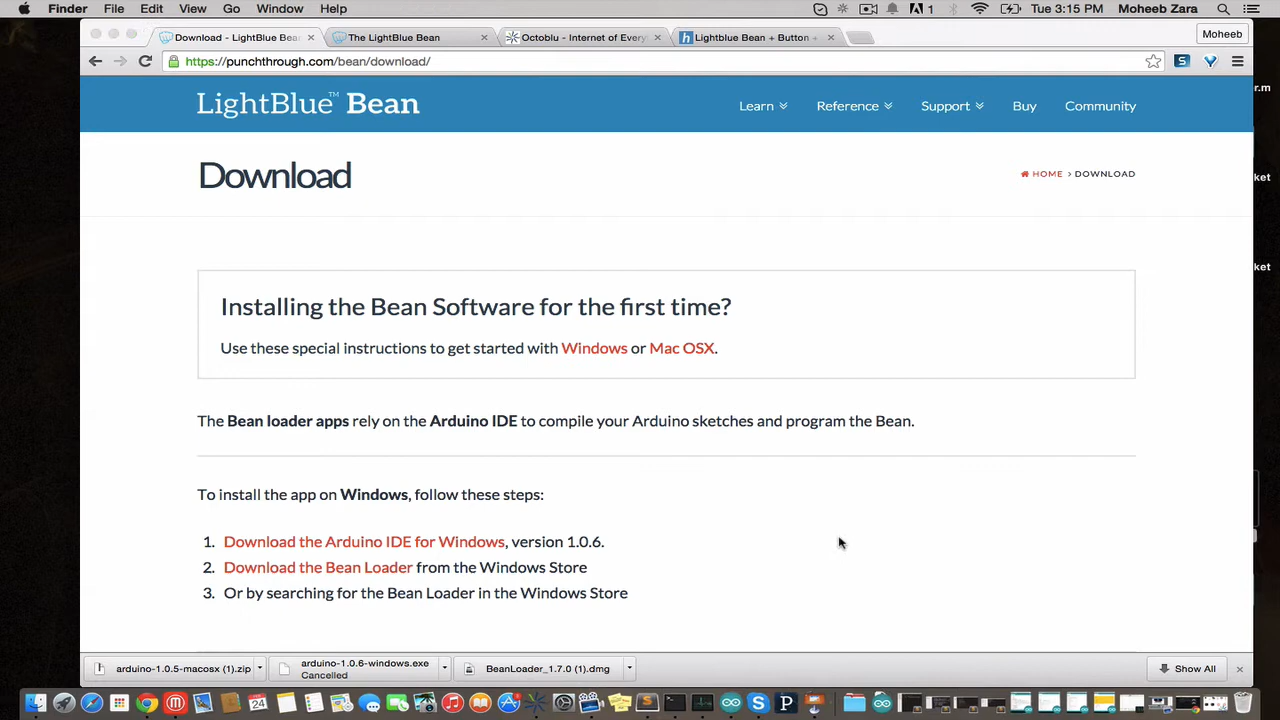 Finder File Edit View Go Window Help 1 Tue 3:15 PM Moheeb Zara
Download - LightBlue Bea The LightBlue Bean Octoblu - Internet of Every Lightblue Bean + Button + Moheeb
https://punchthrough.com/bean/download/
LightBlue™ Bean Learn Reference Support Buy Community
Download HOME > DOWNLOAD
Installing the Bean Software for the first time?
Use these special instructions to get started with Windows or Mac OSX.
The Bean loader apps rely on the Arduino IDE to compile your Arduino sketches and program the Bean.
To install the app on Windows, follow these steps:
1. Download the Arduino IDE for Windows, version 1.0.6.
2. Download the Bean Loader from the Windows Store
3. Or by searching for the Bean Loader in the Windows Store
arduino-1.0.5-macosx (1).zip arduino-1.0.6-windows.exe BeanLoader_1.7.0 (1).dmg Show All
Cancelled
r.m
ket
ket
24